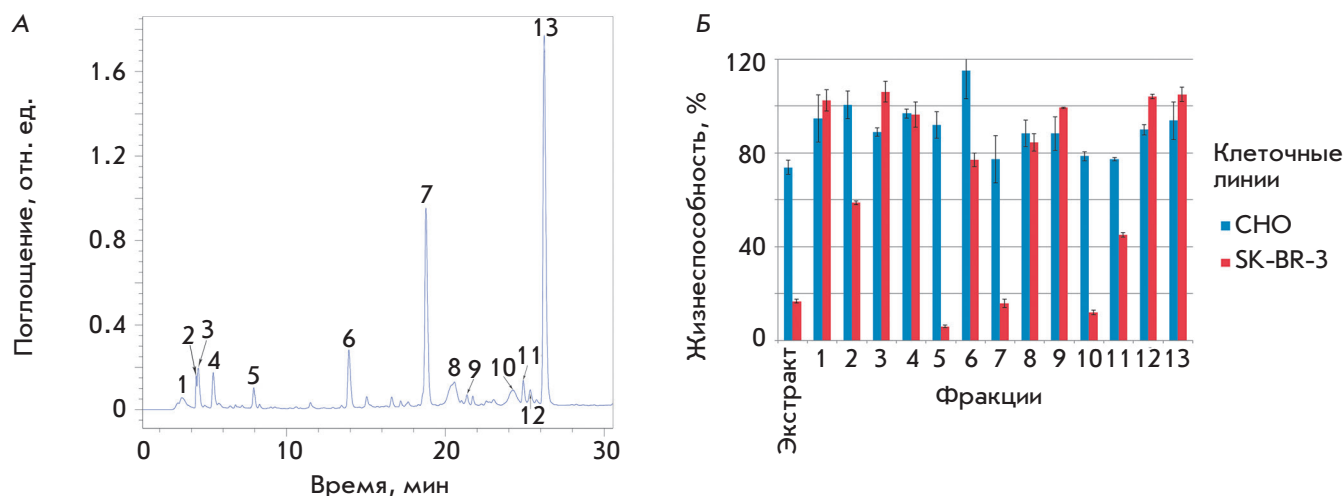 А
Поглощение, отн. ед.
1.6
1.2
0.8
0.4
0
1
2
3
4
5
6
7
8
9
10
11
12
13
0
10
20
30
Время, мин
Б
Жизнеспособность, %
120
80
40
0
Экстракт 1 2 3 4 5 6 7 8 9 10 11 12 13
Фракции
Клеточные
линии
CHO
SK-BR-3